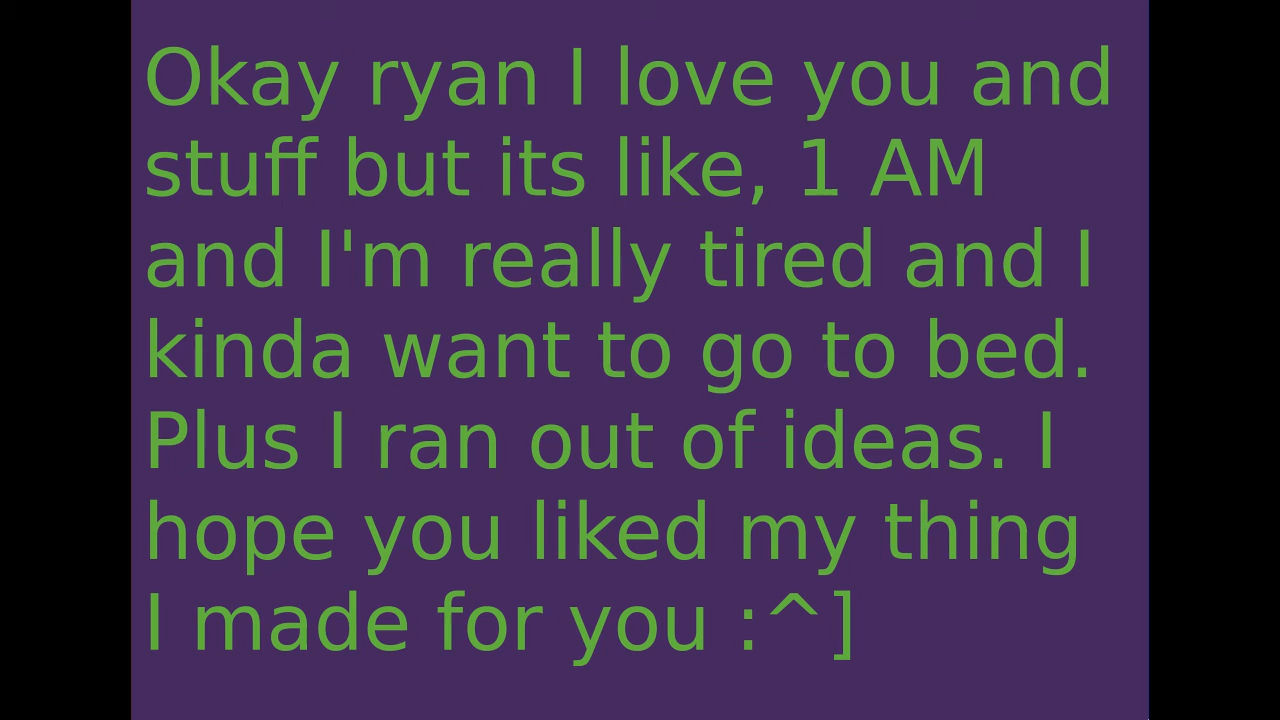 Okay ryan I love you and
stuff but its like, 1 AM
and I'm really tired and I
kinda want to go to bed.
Plus I ran out of ideas. I
hope you liked my thing
I made for you :^]